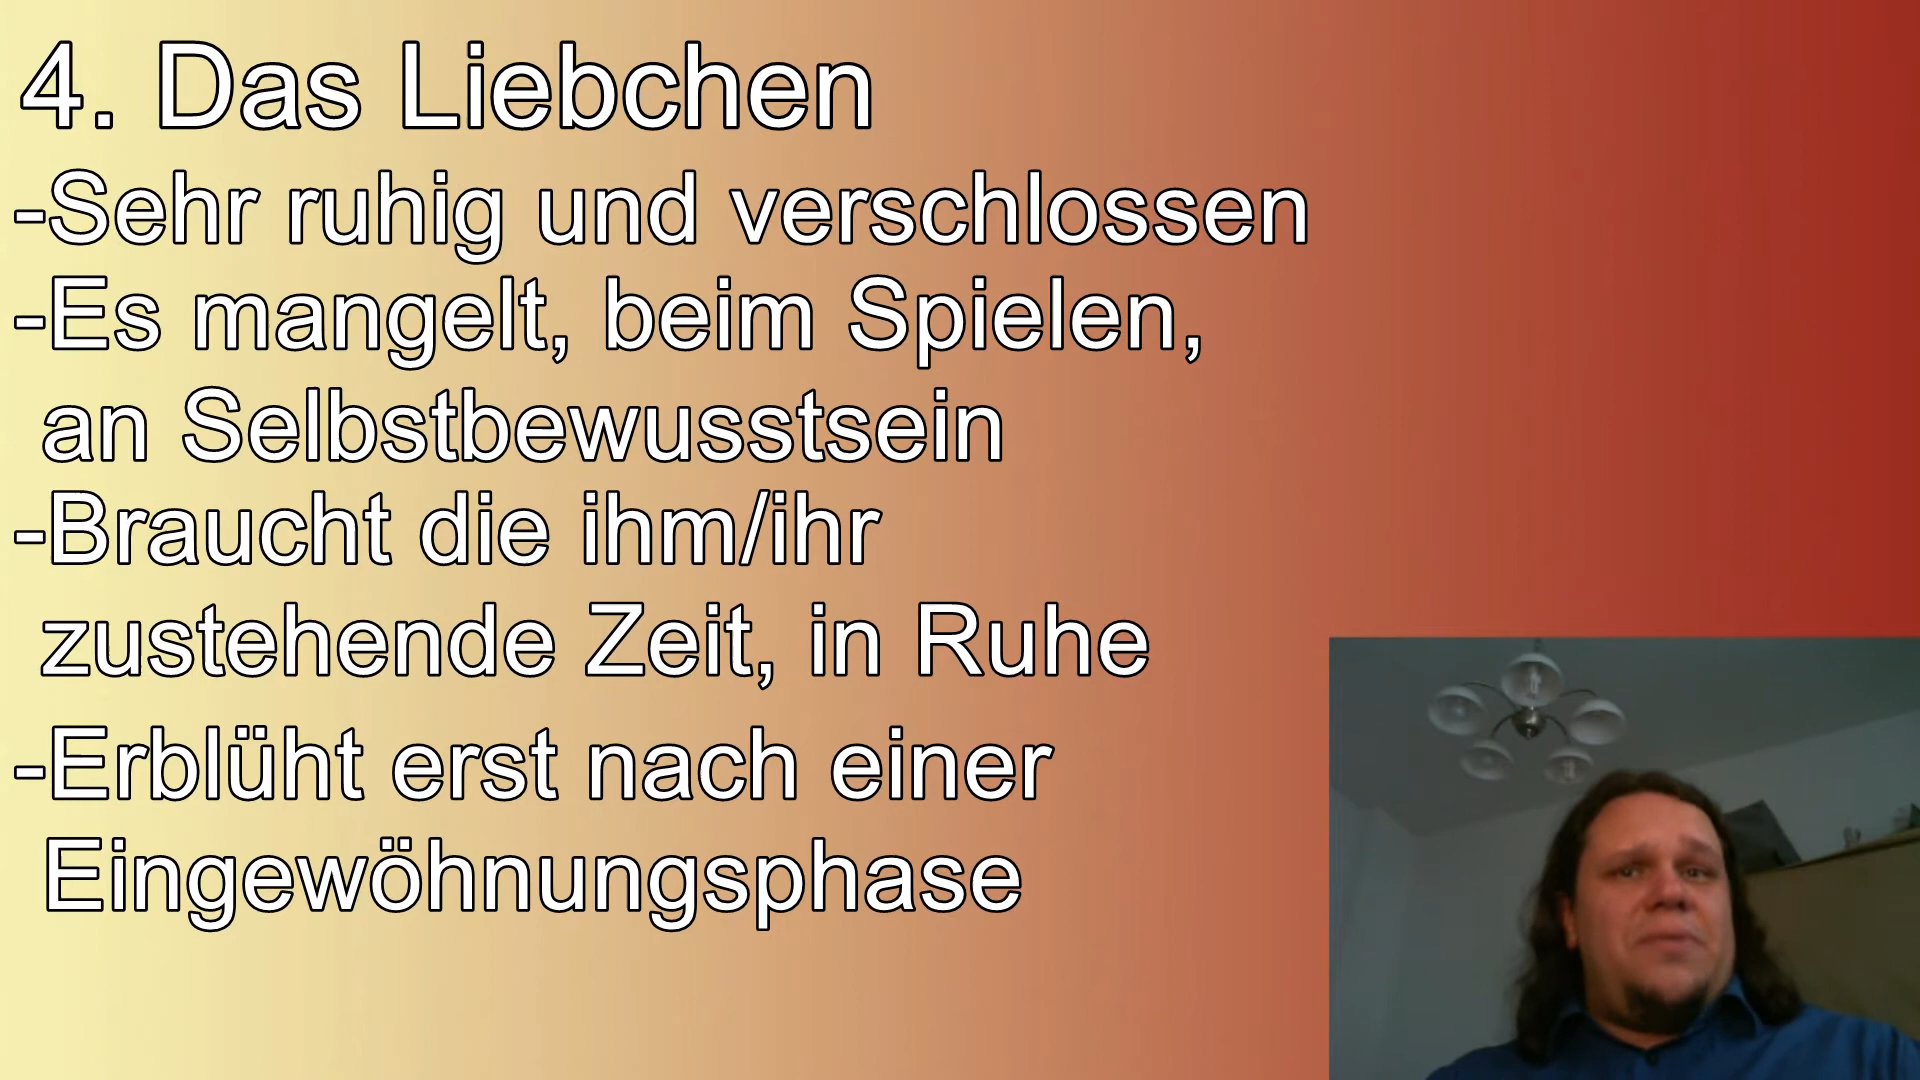 4. Das Liebchen
-Sehr ruhig und verschlossen
-Es mangelt, beim Spielen,
an Selbstbewusstsein
-Braucht die ihm/ihr
zustehende Zeit, in Ruhe
-Erblüht erst nach einer
Eingewöhnungsphase